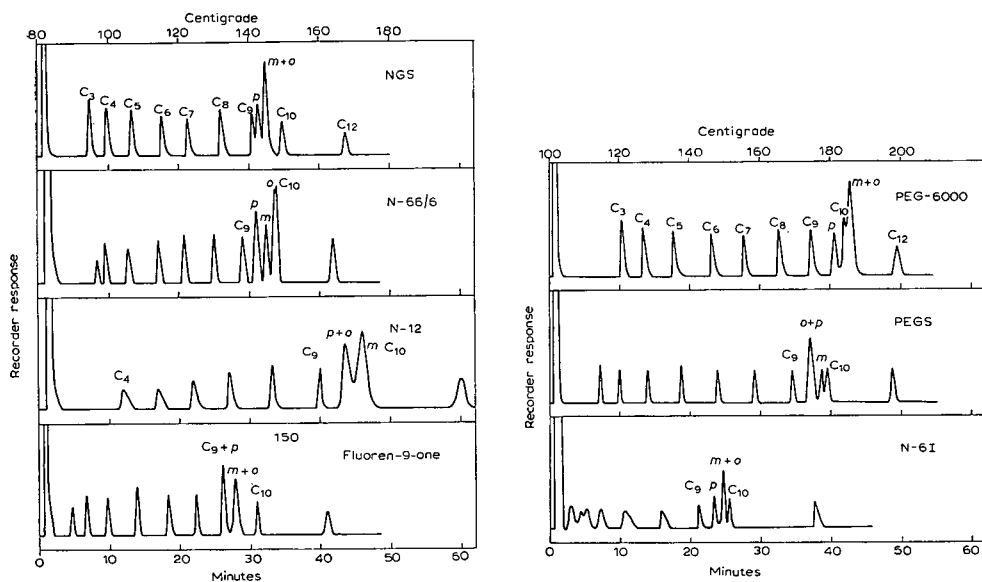 Centigrade
80 100 120 140 160 180
NGS
C3 C4 C5 C6 C7 C8 C9 p m+o C10 C12
N-66/6
C9 p m o C10
N-12
C4 C9 p+o m C10
150
Fluoren-9-one
C9+p m+o C10
Recorder response
0 10 20 30 40 50 60
Minutes
Centigrade
100 120 140 160 180 200
PEG-6000
C3 C4 C5 C6 C7 C8. C9 p C10 m+o C12
PEGS
C9 o+p m C10
N-6I
C9 p m+o C10
Recorder response
0 10 20 30 40 50 60
Minutes